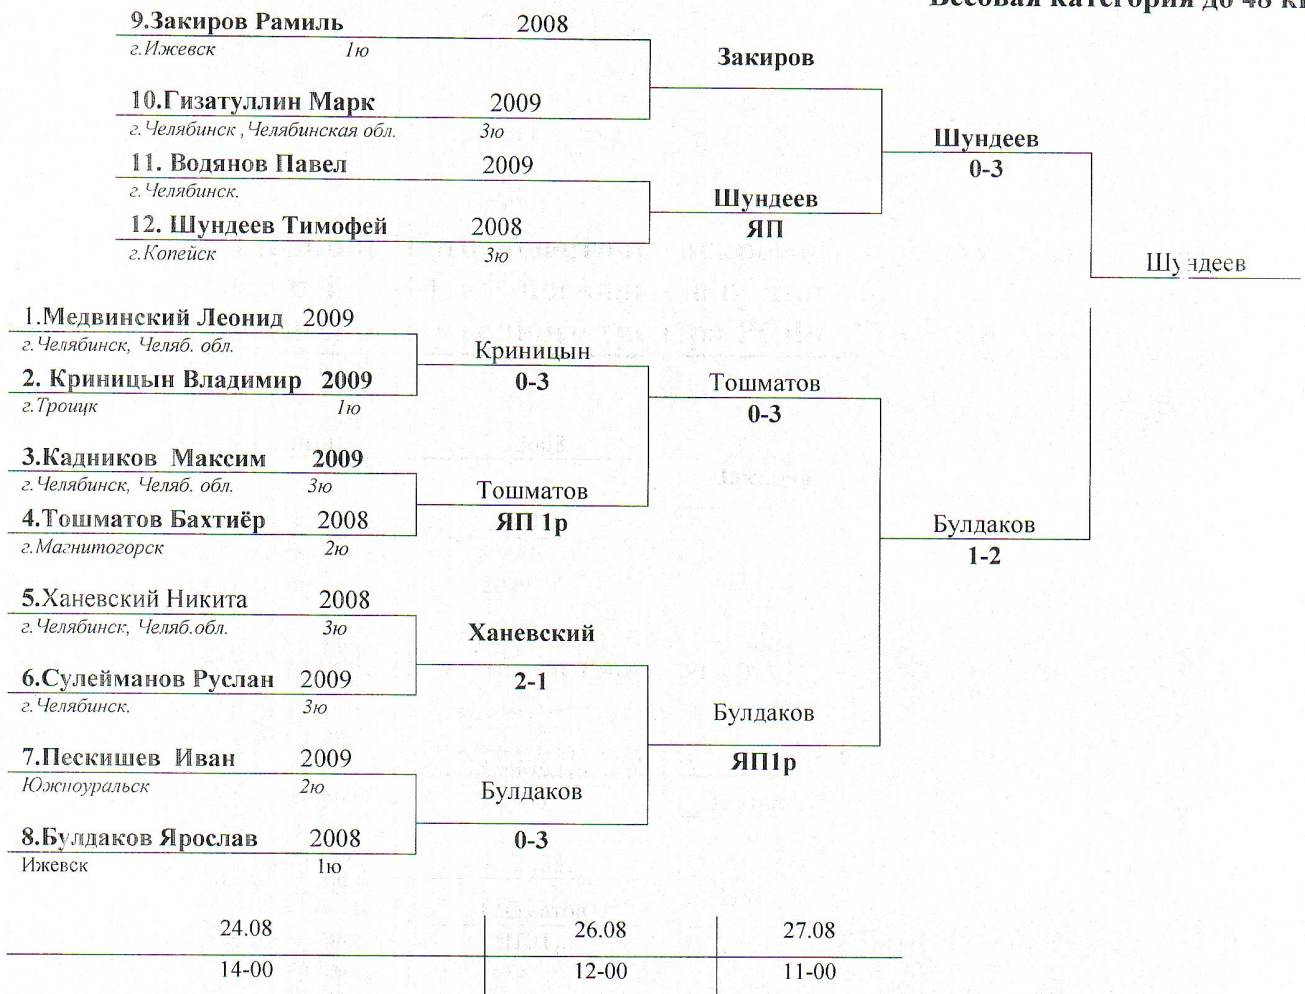 Весовая категория до 48 кг
9.Закиров Рамиль 2008
г.Ижевск 1ю
Закиров
10.Гизатуллин Марк 2009
г.Челябинск ,Челябинская обл. 3ю
Шундеев
0-3
11. Водянов Павел 2009
г.Челябинск.
Шундеев
ЯП
12. Шундеев Тимофей 2008
г.Копейск 3ю
Шундеев
1.Медвинский Леонид 2009
г.Челябинск, Челяб. обл.
Криницын
0-3
2. Криницын Владимир 2009
г.Троицк 1ю
Тошматов
0-3
3.Кадников Максим 2009
г.Челябинск, Челяб. обл. 3ю
Тошматов
ЯП 1р
4.Тошматов Бахтиёр 2008
г.Магнитогорск 2ю
Булдаков
1-2
5.Ханевский Никита 2008
г.Челябинск, Челяб.обл. 3ю
Ханевский
2-1
6.Сулейманов Руслан 2009
г.Челябинск. 3ю
Булдаков
ЯП1р
7.Пескишев Иван 2009
Южноуральск 2ю
Булдаков
0-3
8.Булдаков Ярослав 2008
Ижевск 1ю
24.08 26.08 27.08
14-00 12-00 11-00